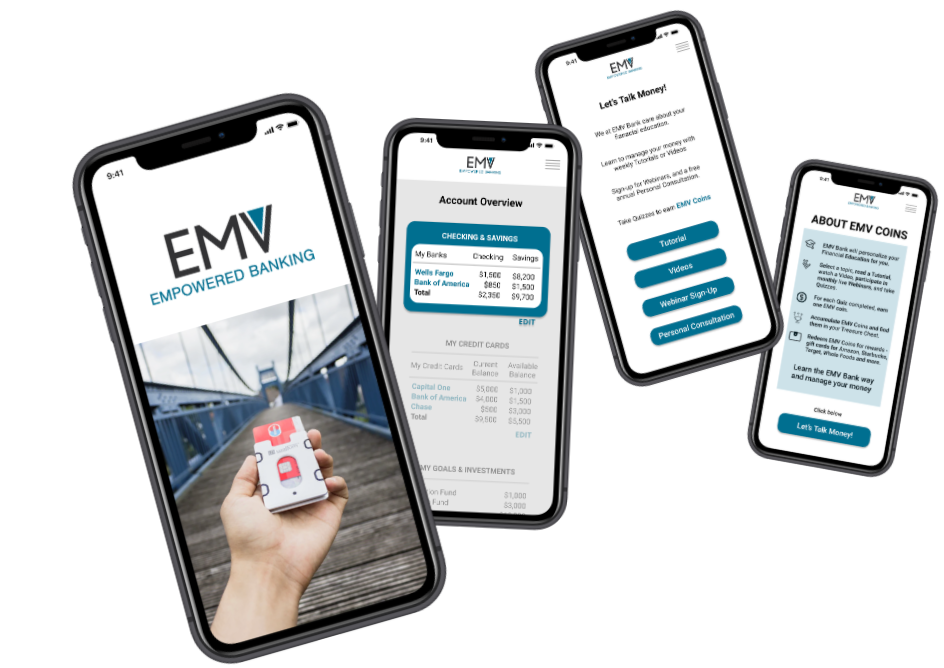 9:41
EMV
EMPOWERED BANKING
9:41
EMV
EMPOWERED BANKING
Account Overview
CHECKING & SAVINGS
My Banks Checking Savings
Wells Fargo $1,500 $8,200
Bank of America $850 $1,500
Total $2,350 $9,700
EDIT
MY CREDIT CARDS
My Credit Cards Current Balance Available Balance
Capital One $5,000 $1,000
Bank of America $4,000 $1,500
Chase $500 $3,000
Total $9,500 $5,500
EDIT
MY GOALS & INVESTMENTS
on Fund $1,000
Fund $8,000
9:41
EMV
EMPOWERED BANKING
Let's Talk Money!
We at EMV Bank care about your
financial education.
Learn to manage your money with
weekly Tutorials or Videos
Sign-up for Webinars, and a free
annual Personal Consultation.
Take Quizzes to earn EMV Coins
Tutorial
Videos
Webinar Sign-Up
Personal Consultation
9:41
EMV
EMPOWERED BANKING
ABOUT EMV COINS
EMV Bank will personalize your
Financial Education for you.
Select a topic, read a Tutorial,
watch a Video, participate in
monthly live Webinars, and take
Quizzes.
For each Quiz completed, earn
one EMV coin.
Accumulate EMV Coins and find
them in your Treasure Chest.
Redeem EMV Coins for rewards -
gift cards for Amazon, Starbucks,
Target, Whole Foods and more.
Learn the EMV Bank way
and manage your money
Click below
Let's Talk Money!